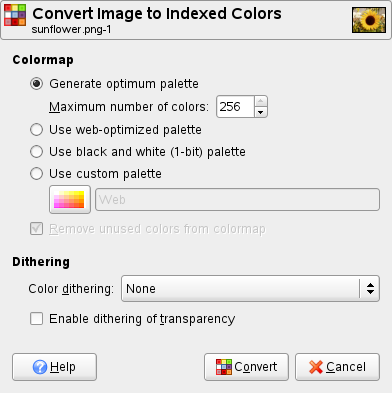 Convert Image to Indexed Colors
sunflower.png-1
Colormap
Generate optimum palette
Maximum number of colors: 256
Use web-optimized palette
Use black and white (1-bit) palette
Use custom palette
Web
Remove unused colors from colormap
Dithering
Color dithering: None
Enable dithering of transparency
Help Convert Cancel